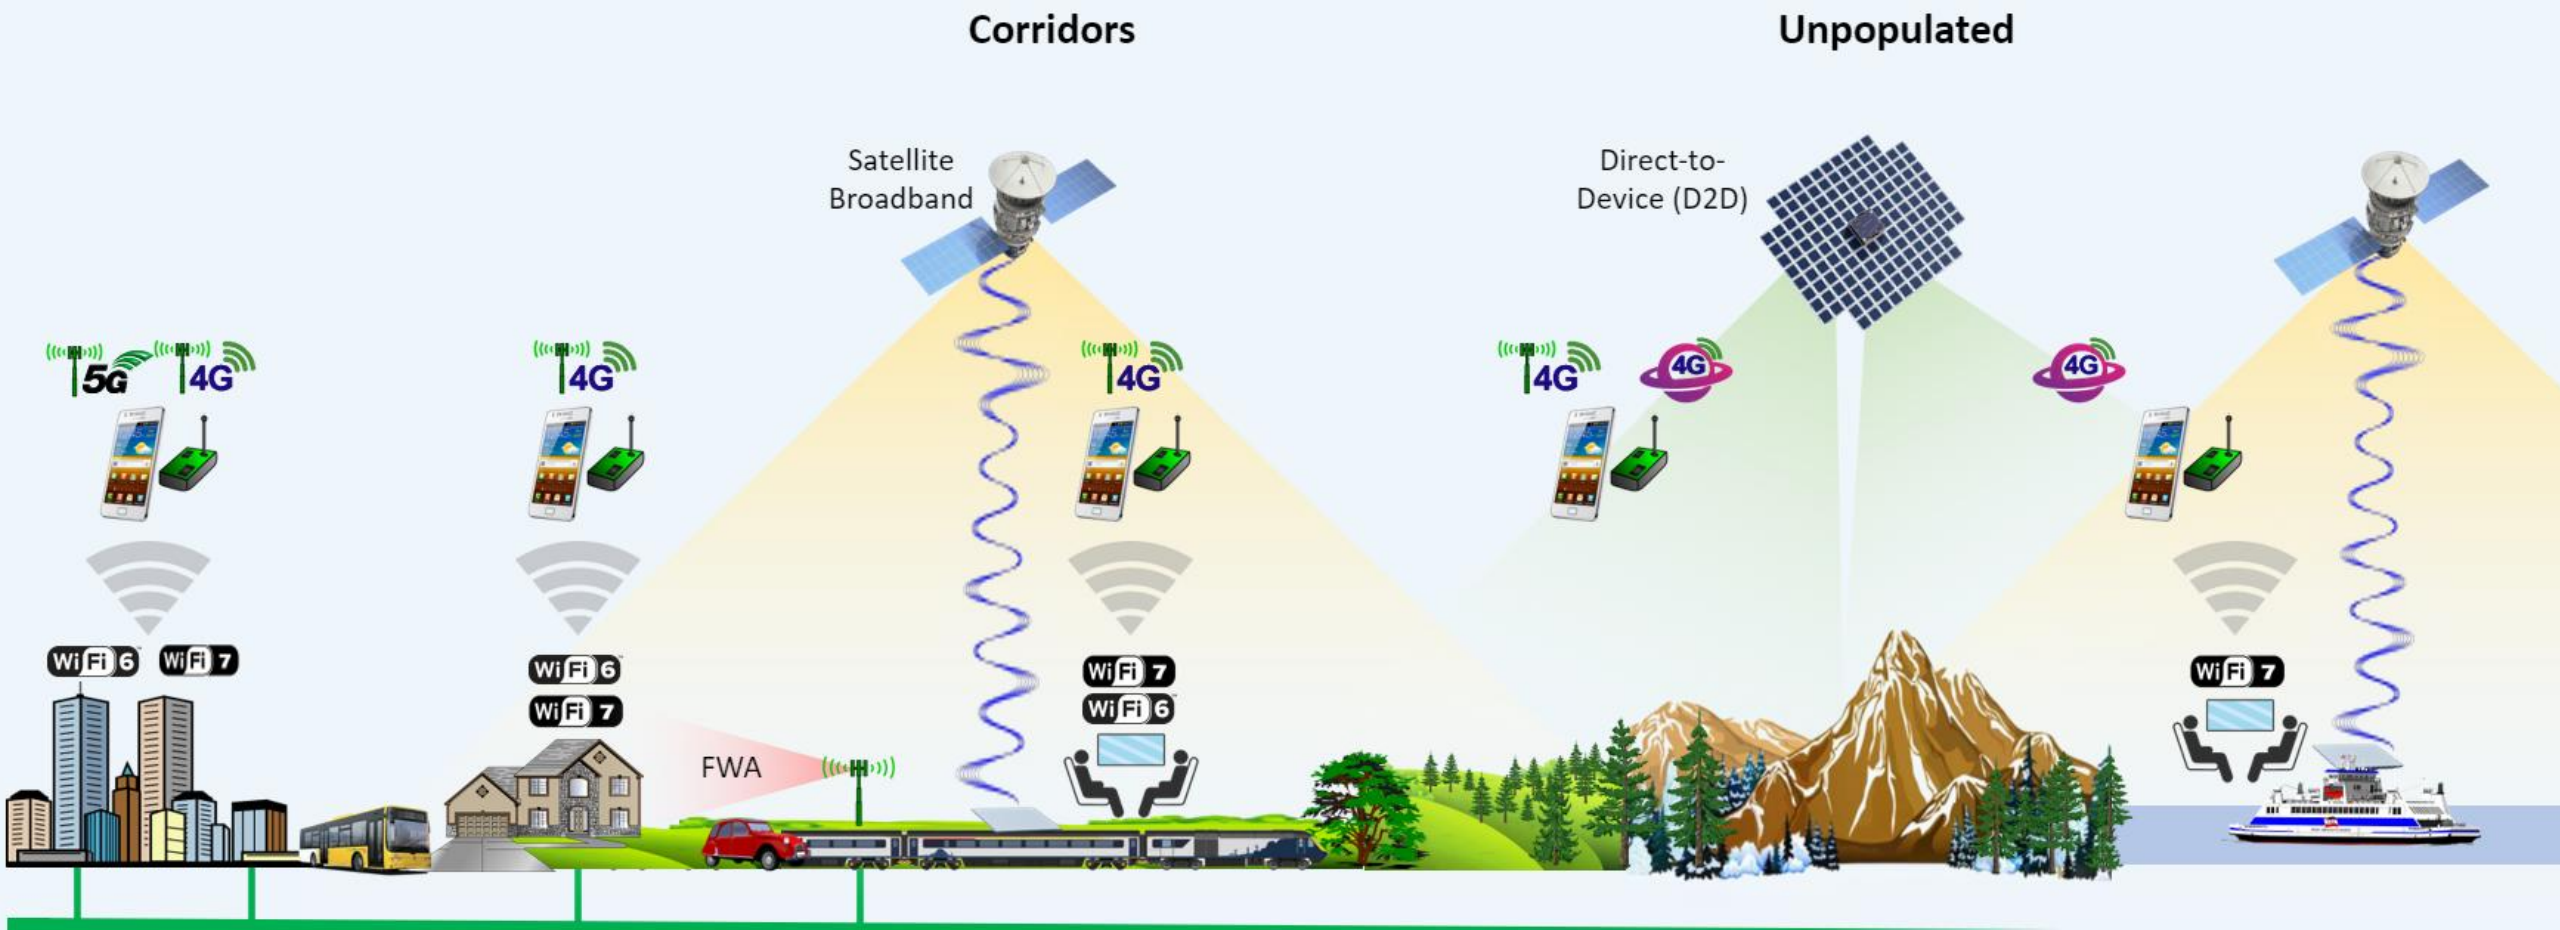 Corridors
Unpopulated
Satellite
Broadband
Direct-to-
Device (D2D)
5G
4G
4G
4G
4G
4G
4G
WiFi 6
WiFi 7
WiFi 6
WiFi 7
WiFi 7
WiFi 6
WiFi 7
FWA